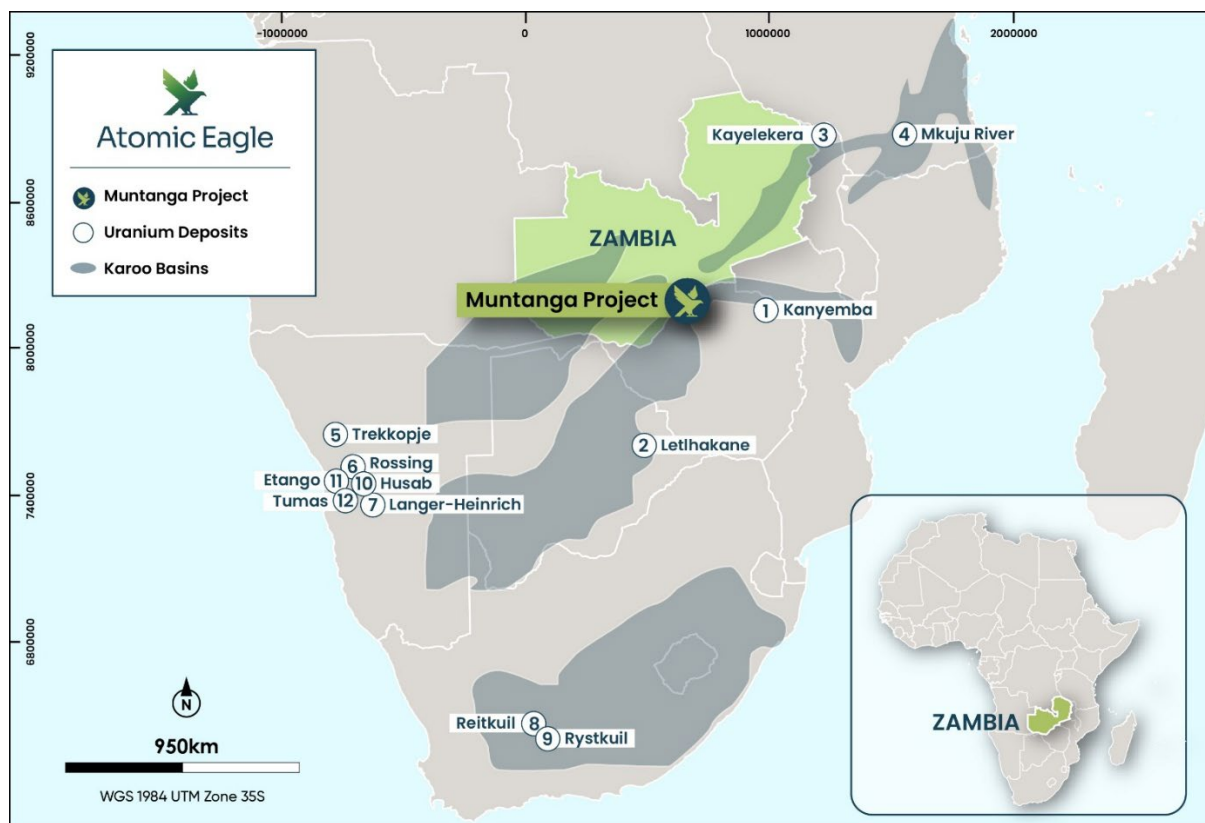 -1000000
0
1000000
2000000
9200000
8600000
8000000
7400000
6800000
Atomic Eagle
Muntanga Project
Uranium Deposits
Karoo Basins
Kayelekera 3
4 Mkuju River
ZAMBIA
Muntanga Project
1 Kanyemba
5 Trekkopje
2 Letlhakane
6 Rossing
Etango 11
10 Husab
Tumas 12
7 Langer-Heinrich
Reitkuil 8
9 Rystkuil
N
950km
WGS 1984 UTM Zone 35S
ZAMBIA